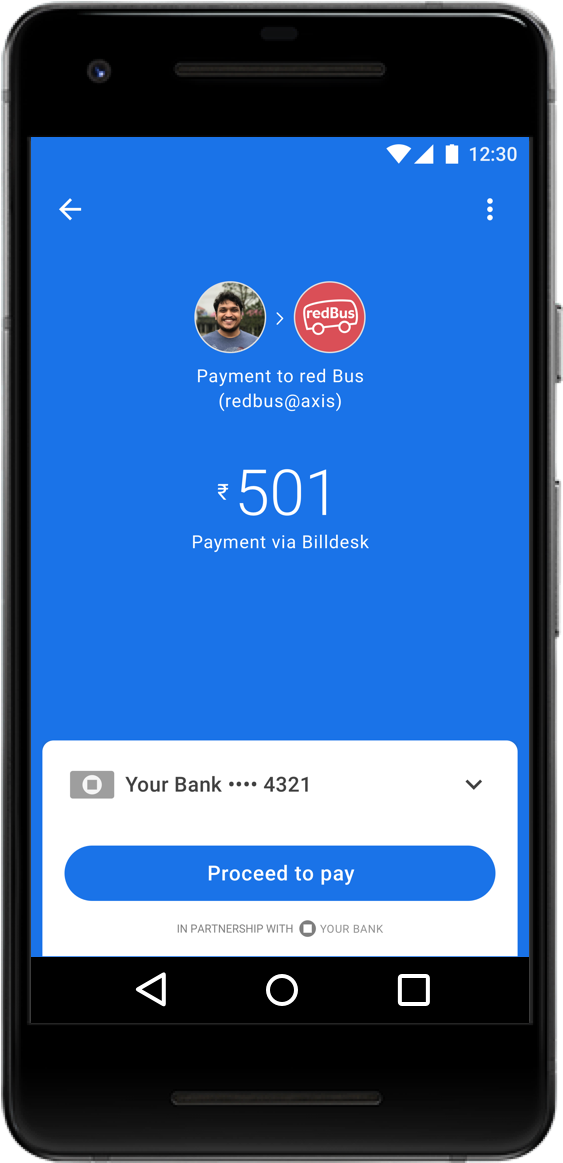 12:30
redBus
Payment to red Bus
(redbus@axis)
₹501
Payment via Billdesk
Your Bank •••• 4321
Proceed to pay
IN PARTNERSHIP WITH YOUR BANK